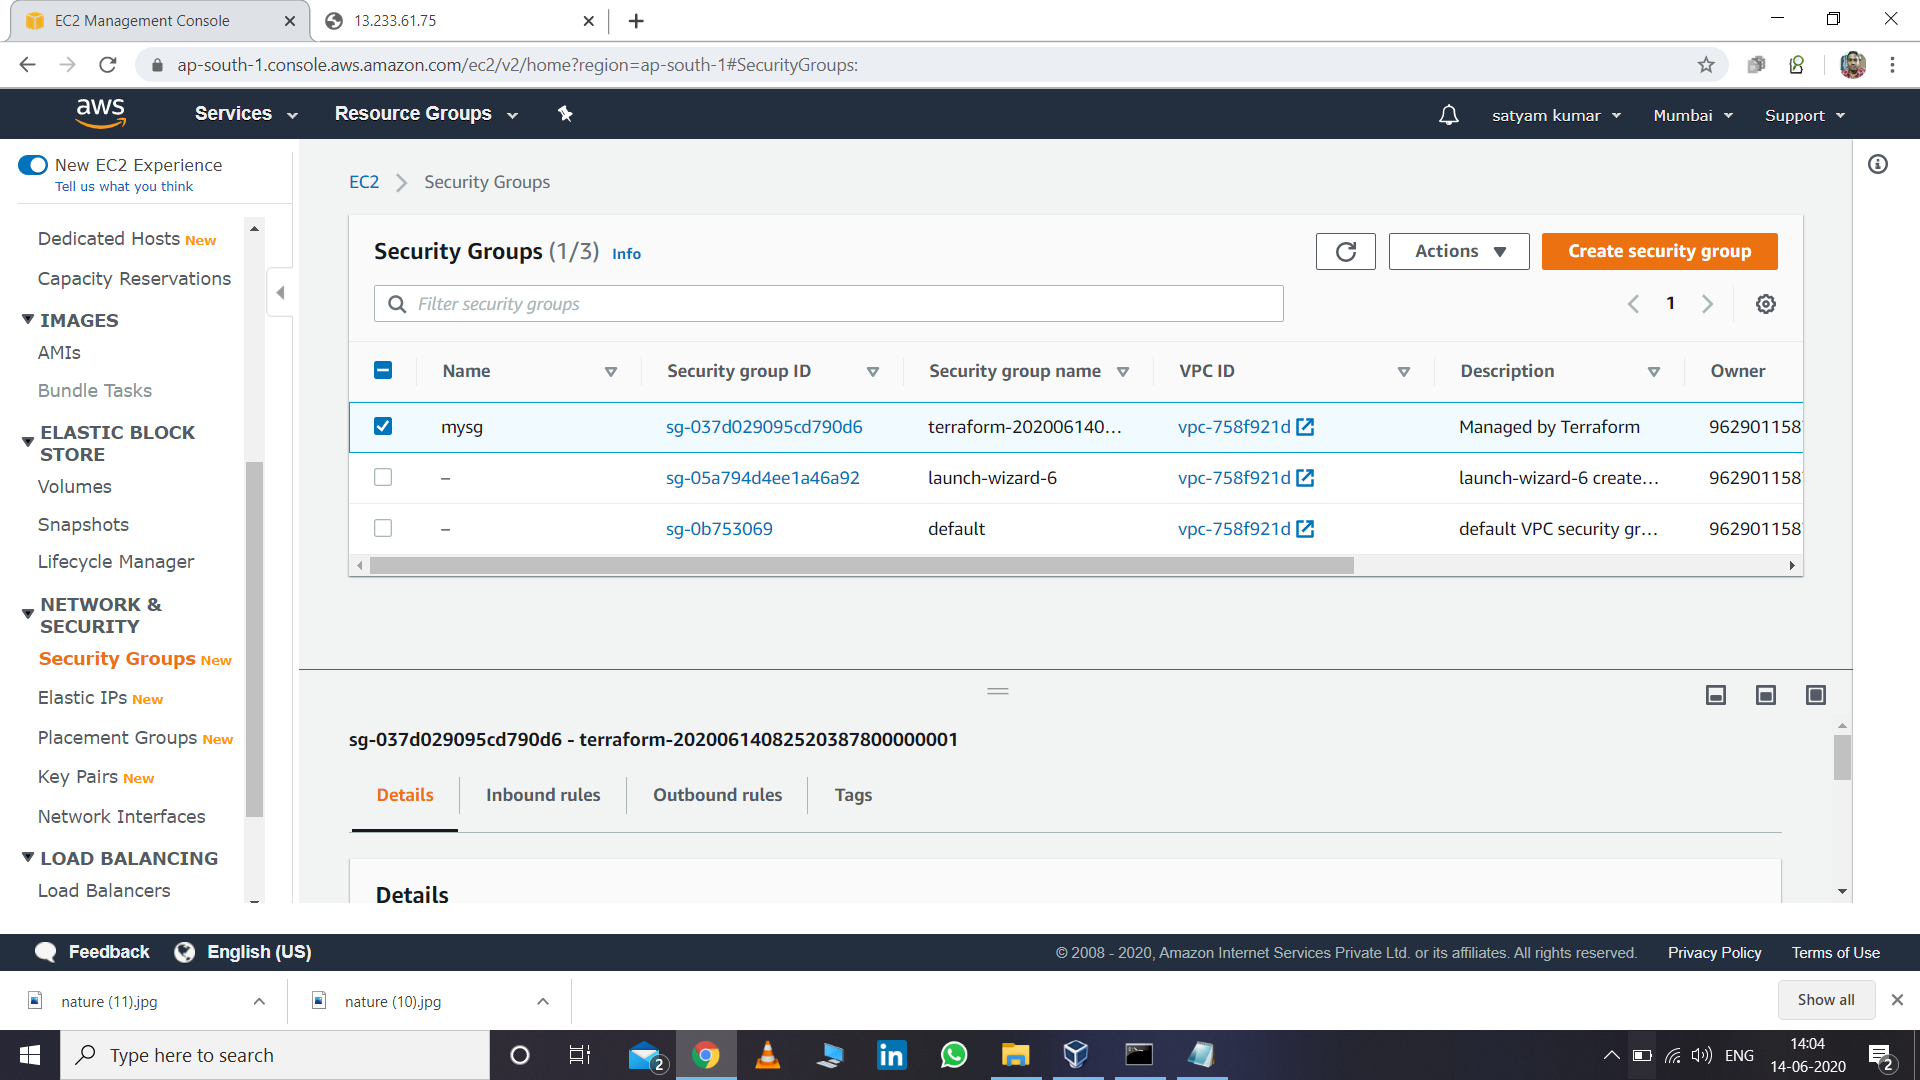 EC2 Management Console
13.233.61.75
ap-south-1.console.aws.amazon.com/ec2/v2/home?region=ap-south-1#SecurityGroups:
aws Services Resource Groups satyam kumar Mumbai Support
New EC2 Experience
Tell us what you think
Dedicated Hosts New
Capacity Reservations
IMAGES
AMIs
Bundle Tasks
ELASTIC BLOCK
STORE
Volumes
Snapshots
Lifecycle Manager
NETWORK &
SECURITY
Security Groups New
Elastic IPs New
Placement Groups New
Key Pairs New
Network Interfaces
LOAD BALANCING
Load Balancers
EC2 > Security Groups
Security Groups (1/3) Info
Actions
Create security group
Filter security groups
1
Name Security group ID Security group name VPC ID Description Owner
mysg sg-037d029095cd790d6 terraform-202006140... vpc-758f921d Managed by Terraform 962901158
– sg-05a794d4ee1a46a92 launch-wizard-6 vpc-758f921d launch-wizard-6 create... 962901158
– sg-0b753069 default vpc-758f921d default VPC security gr... 962901158
sg-037d029095cd790d6 - terraform-20200614082520387800000001
Details Inbound rules Outbound rules Tags
Details
Feedback English (US) © 2008 - 2020, Amazon Internet Services Private Ltd. or its affiliates. All rights reserved. Privacy Policy Terms of Use
nature (11).jpg
nature (10).jpg
Show all
Type here to search
2
ENG
14:04
14-06-2020
2